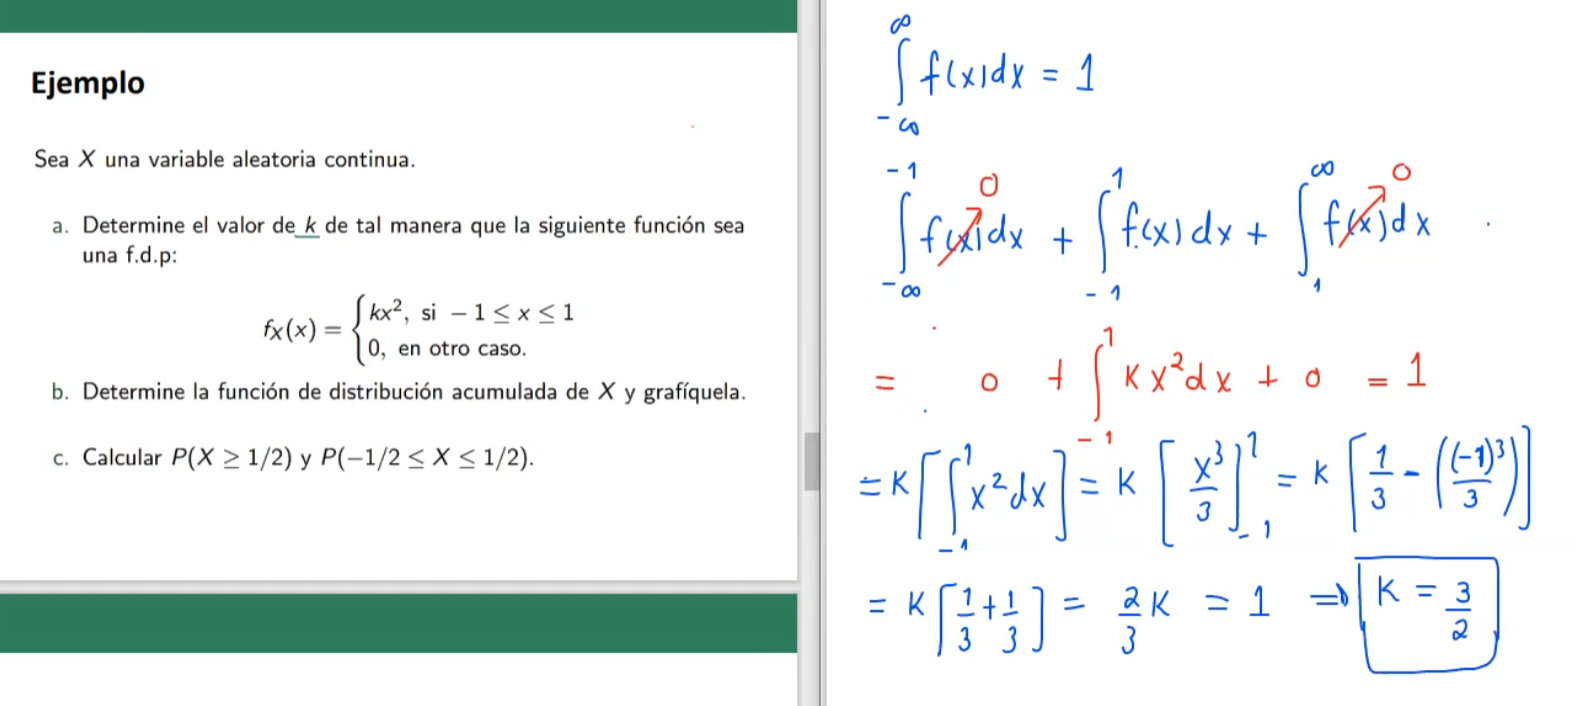 Ejemplo
Sea X una variable aleatoria continua.
a. Determine el valor de k de tal manera que la siguiente función sea
una f.d.p:
fX(x) = { kx², si − 1 ≤ x ≤ 1
0, en otro caso.
b. Determine la función de distribución acumulada de X y grafíquela.
c. Calcular P(X ≥ 1/2) y P(−1/2 ≤ X ≤ 1/2).
∫_{-∞}^{∞} f(x)dx = 1
∫_{-∞}^{-1} f(x)dx 0 + ∫_{-1}^{1} f(x)dx + ∫_{1}^{∞} f(x)dx 0
= 0 + ∫_{-1}^{1} Kx²dx + 0 = 1
= K[∫_{-1}^{1} x²dx] = K [x³/3]_{-1}^{1} = K [1/3 - ((-1)³/3)]
= K [1/3 + 1/3] = 2/3 K = 1 ⇒ K = 3/2